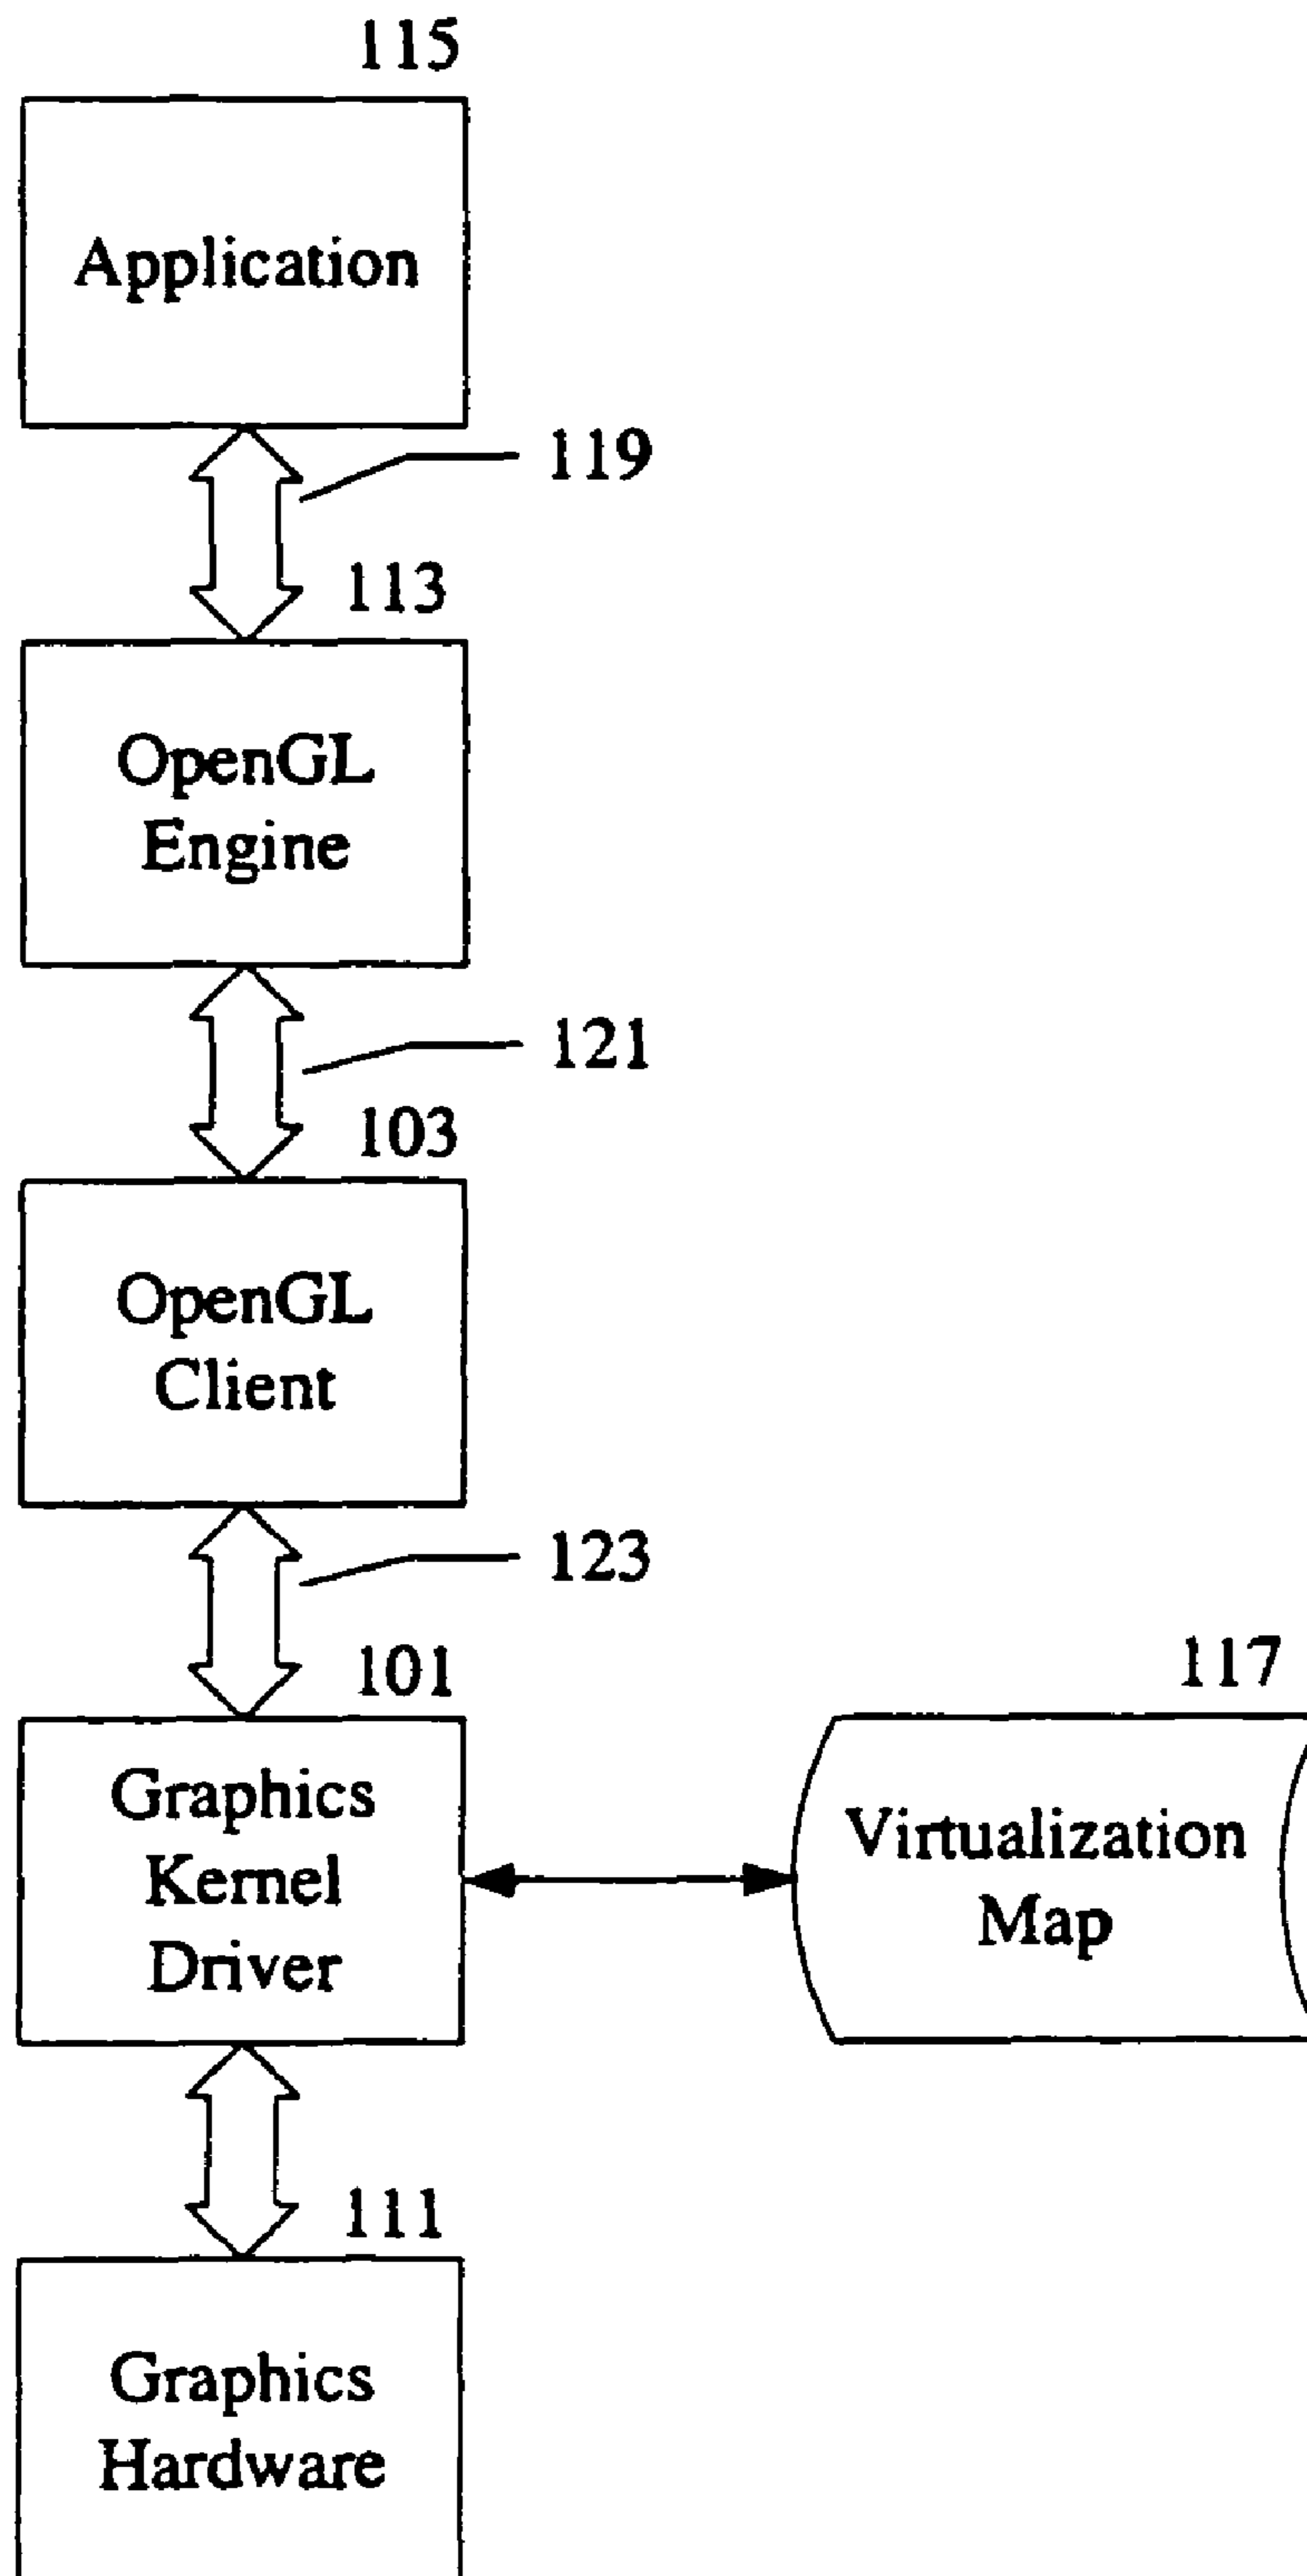 115
Application
119
113
OpenGL
Engine
121
103
OpenGL
Client
123
101
Graphics
Kernel
Driver
117
Virtualization
Map
111
Graphics
Hardware